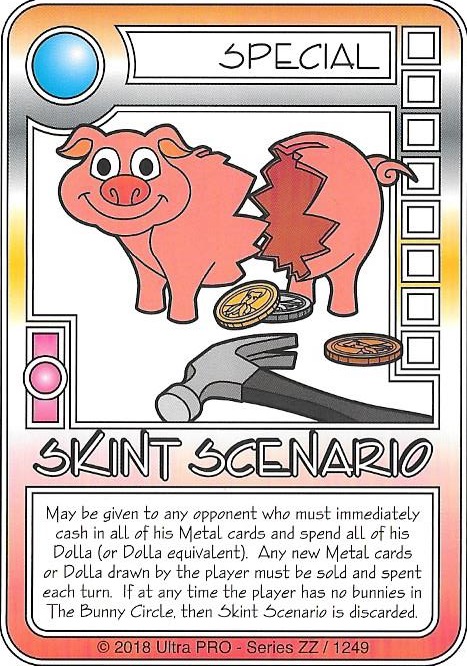 SPECIAL
SKINT SCENARIO
May be given to any opponent who must immediately
cash in all of his Metal cards and spend all of his
Dolla (or Dolla equivalent). Any new Metal cards
or Dolla drawn by the player must be sold and spent
each turn. If at any time the player has no bunnies in
The Bunny Circle, then Skint Scenario is discarded.
© 2018 Ultra PRO - Series ZZ / 1249